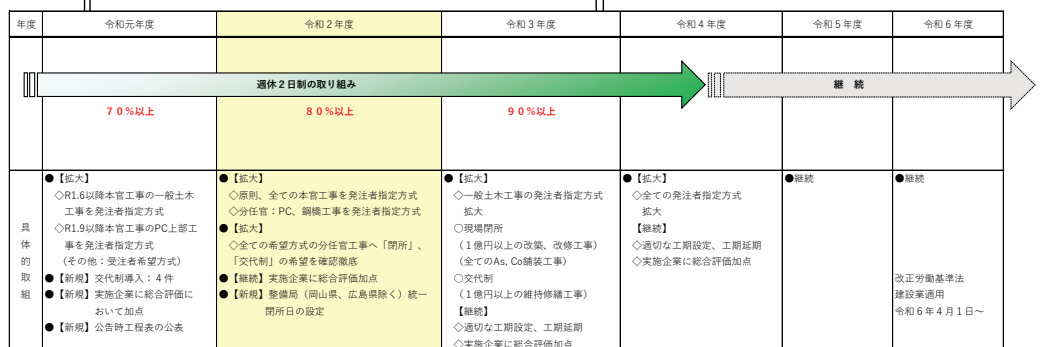 年度 令和元年度 令和２年度 令和３年度 令和４年度 令和５年度 令和６年度
週休２日制の取り組み 継　続
７０％以上 ８０％以上 ９０％以上
具体的取組
●【拡大】
◇R1.6以降本官工事の一般土木
工事を発注者指定方式
◇R1.9以降本官工事のPC上部工
事を発注者指定方式
（その他：受注者希望方式）
●【新規】交代制導入：４件
●【新規】実施企業に総合評価に
おいて加点
●【新規】公告時工程表の公表
●【拡大】
◇原則、全ての本官工事を発注者指定方式
◇分任官：PC、鋼橋工事を発注者指定方式
●【拡大】
◇全ての希望方式の分任官工事へ「閉所」、
「交代制」の希望を確認徹底
●【継続】実施企業に総合評価加点
●【新規】整備局（岡山県、広島県除く）統一
閉所日の設定
●【拡大】
◇一般土木工事の発注者指定方式
拡大
○現場閉所
（１億円以上の改築、改修工事）
（全てのAs, Co舗装工事）
○交代制
（１億円以上の維持修繕工事）
【継続】
◇適切な工期設定、工期延期
◇実施企業に総合評価加点
●【拡大】
◇全ての発注者指定方式
拡大
【継続】
◇適切な工期設定、工期延期
◇実施企業に総合評価加点
●継続
●継続
改正労働基準法
建設業適用
令和６年４月１日～